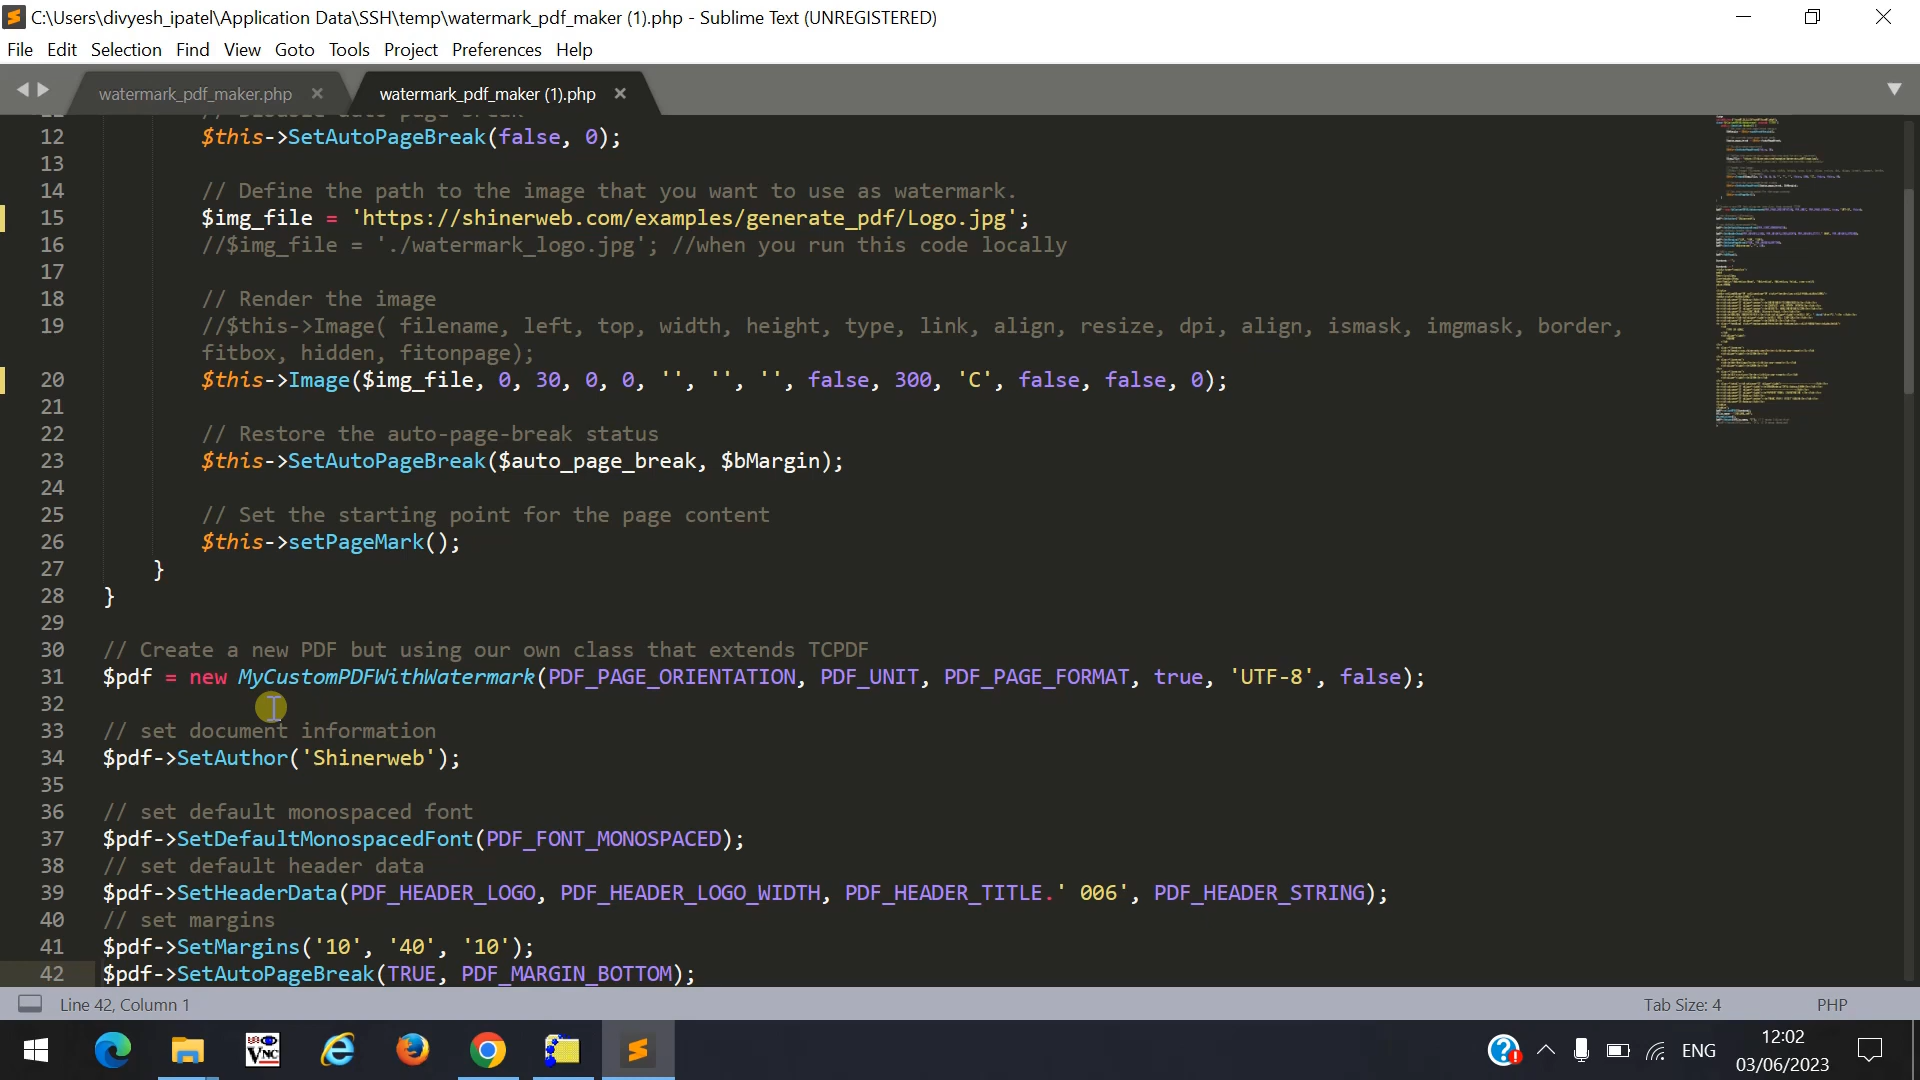 C:\Users\divyesh_ipatel\Application Data\SSH\temp\watermark_pdf_maker (1).php - Sublime Text (UNREGISTERED)
File Edit Selection Find View Goto Tools Project Preferences Help
watermark_pdf_maker.php
watermark_pdf_maker (1).php
12 $this->SetAutoPageBreak(false, 0);
13
14 // Define the path to the image that you want to use as watermark.
15 $img_file = 'https://shinerweb.com/examples/generate_pdf/Logo.jpg';
16 //$img_file = './watermark_logo.jpg'; //when you run this code locally
17
18 // Render the image
19 //$this->Image( filename, left, top, width, height, type, link, align, resize, dpi, align, ismask, imgmask, border,
fitbox, hidden, fitonpage);
20 $this->Image($img_file, 0, 30, 0, 0, '', '', '', false, 300, 'C', false, false, 0);
21
22 // Restore the auto-page-break status
23 $this->SetAutoPageBreak($auto_page_break, $bMargin);
24
25 // Set the starting point for the page content
26 $this->setPageMark();
27 }
28 }
29
30 // Create a new PDF but using our own class that extends TCPDF
31 $pdf = new MyCustomPDFWithWatermark(PDF_PAGE_ORIENTATION, PDF_UNIT, PDF_PAGE_FORMAT, true, 'UTF-8', false);
32
33 // set document information
34 $pdf->SetAuthor('Shinerweb');
35
36 // set default monospaced font
37 $pdf->SetDefaultMonospacedFont(PDF_FONT_MONOSPACED);
38 // set default header data
39 $pdf->SetHeaderData(PDF_HEADER_LOGO, PDF_HEADER_LOGO_WIDTH, PDF_HEADER_TITLE.' 006', PDF_HEADER_STRING);
40 // set margins
41 $pdf->SetMargins('10', '40', '10');
42 $pdf->SetAutoPageBreak(TRUE, PDF_MARGIN_BOTTOM);
Line 42, Column 1
Tab Size: 4
PHP
VNC
ENG
12:02
03/06/2023